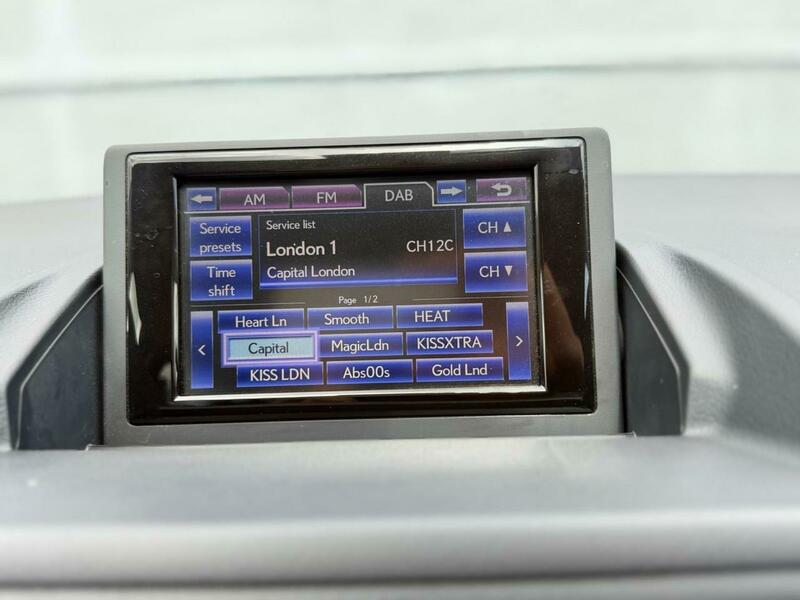 AM FM DAB
Service presets
Service list
London 1 CH12C
Capital London
CH ▲
Time shift
CH ▼
Page 1/2
Heart Ln Smooth HEAT
< Capital MagicLdn KISSXTRA >
KISS LDN Abs00s Gold Lnd